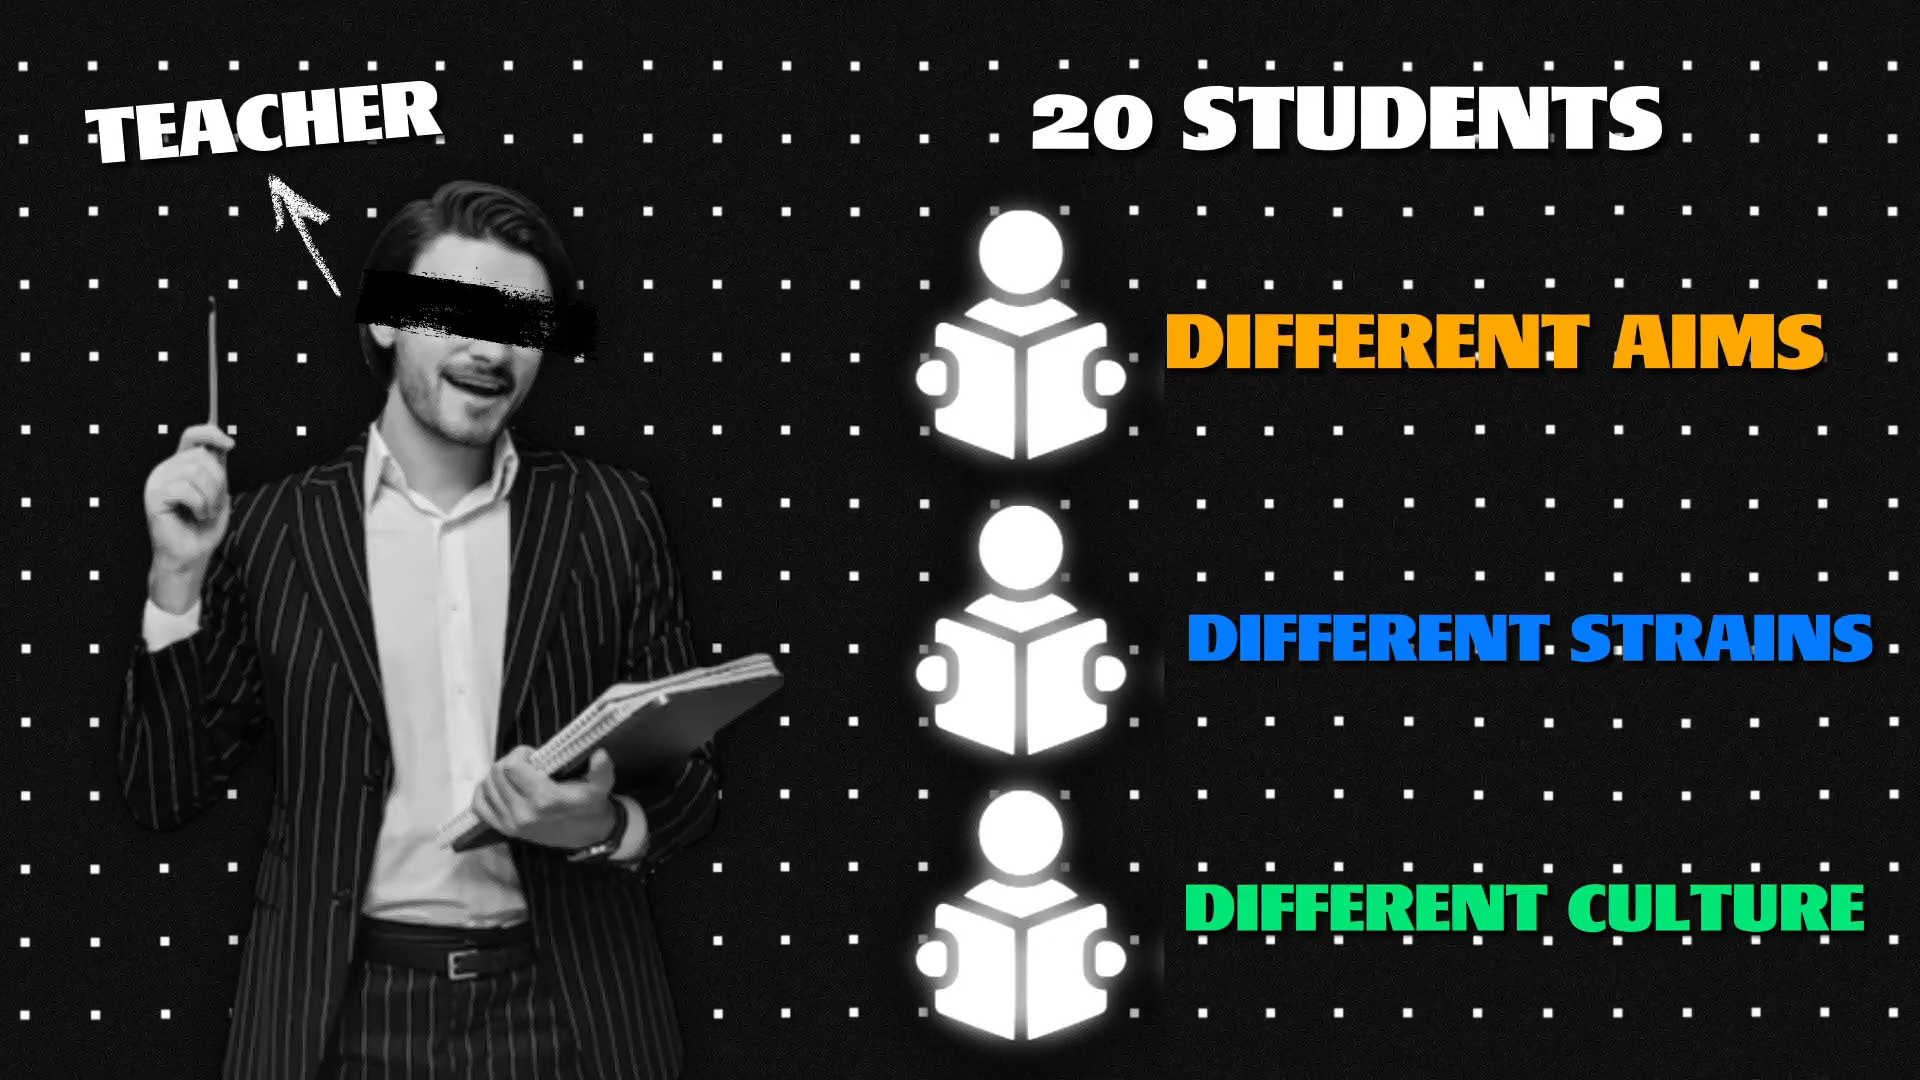 TEACHER
20 STUDENTS
DIFFERENT AIMS
DIFFERENT STRAINS
DIFFERENT CULTURE